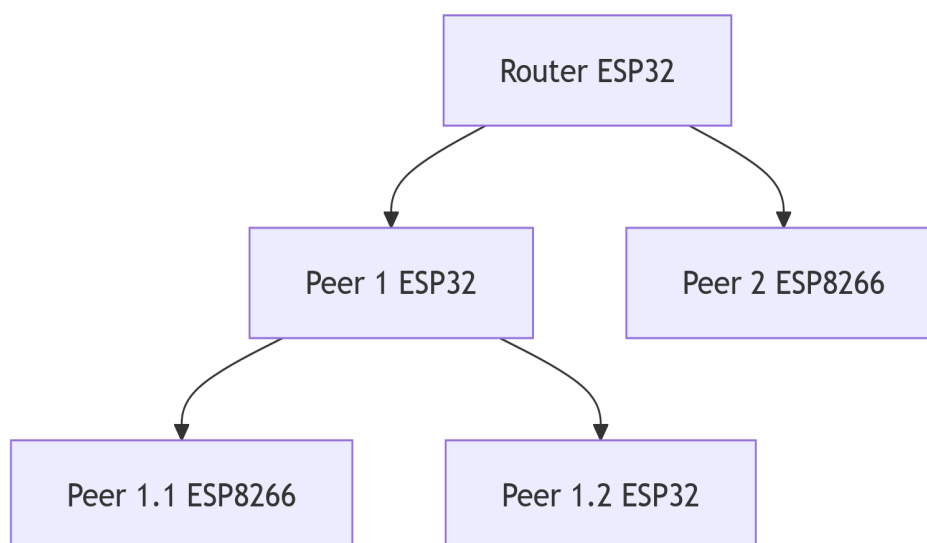 Router ESP32
Peer 1 ESP32
Peer 2 ESP8266
Peer 1.1 ESP8266
Peer 1.2 ESP32